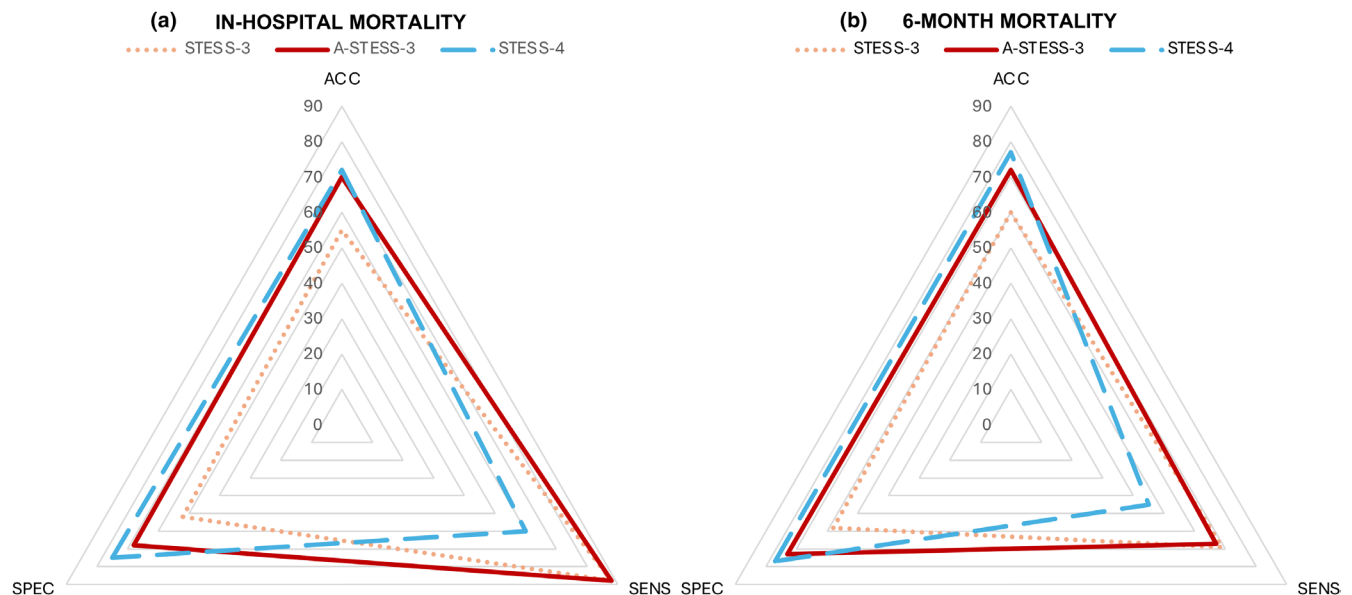 (a) IN-HOSPITAL MORTALITY
STESS-3 A-STESS-3 STESS-4
ACC
90
80
70
60
50
40
30
20
10
0
SPEC
SENS
(b) 6-MONTH MORTALITY
STESS-3 A-STESS-3 STESS-4
ACC
90
80
70
60
50
40
30
20
10
0
SPEC
SENS